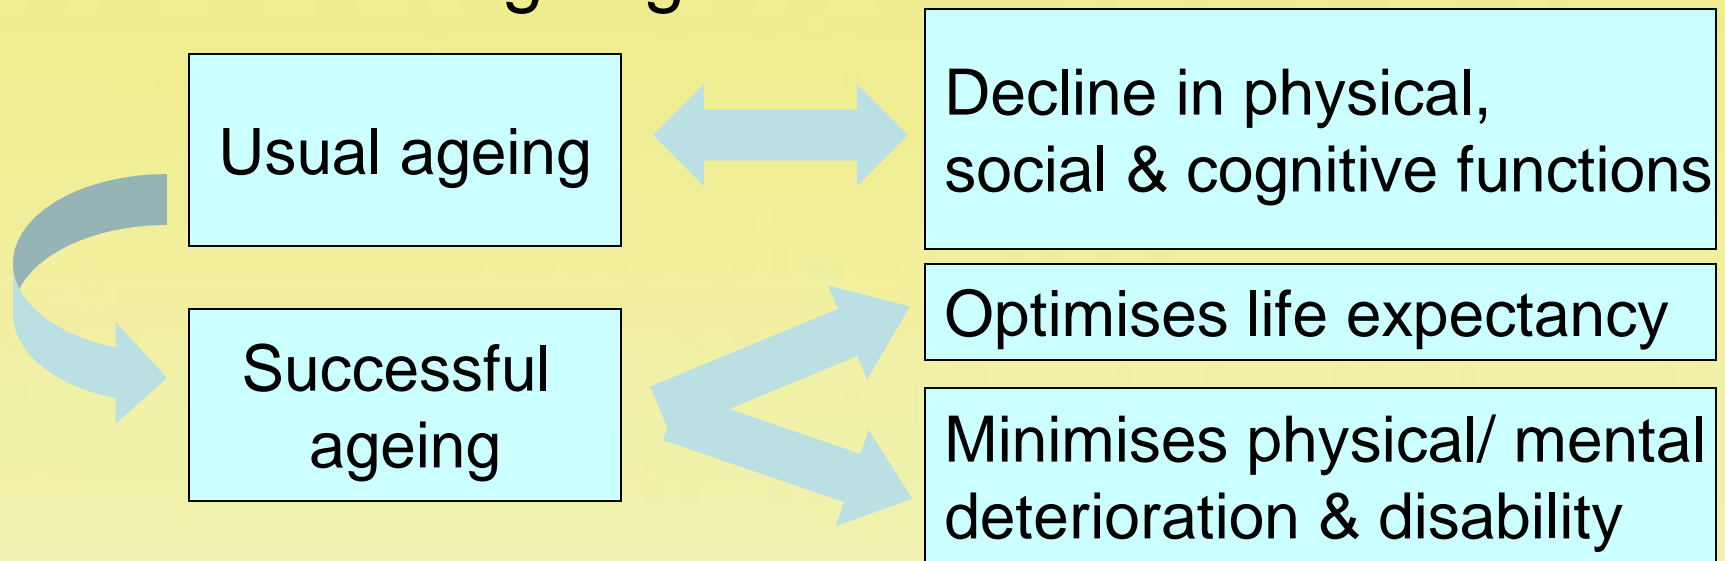 Usual ageing
Decline in physical,
social & cognitive functions
Successful
ageing
Optimises life expectancy
Minimises physical/ mental
deterioration & disability